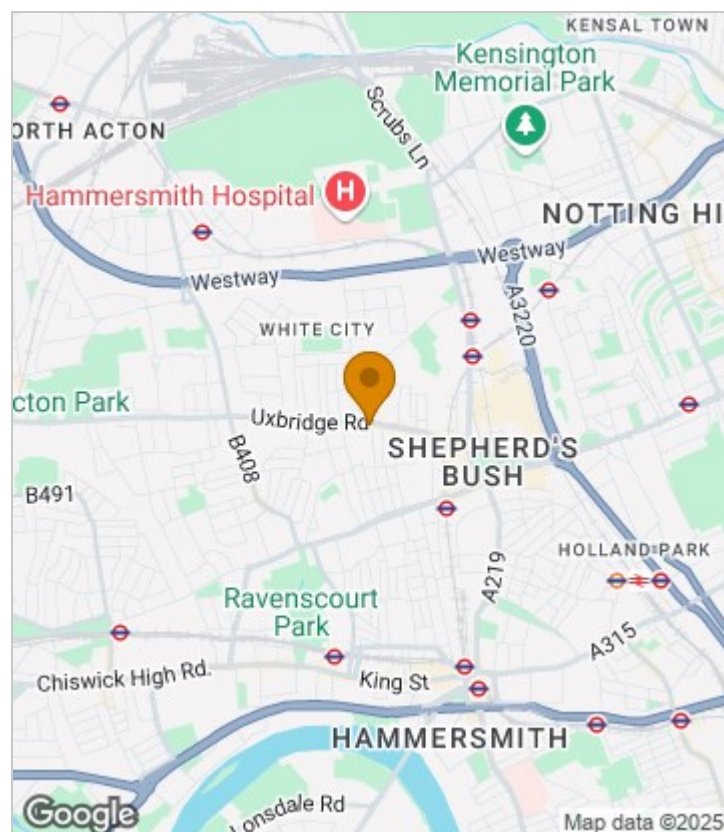 KENSAL TOWN
Kensington
Memorial Park
Scrubs Ln
ORTH ACTON
Hammersmith Hospital
H
NOTTING HI
Westway
Westway
A3220
WHITE CITY
cton Park
Uxbridge Rd
SHEPHERD'S
BUSH
B408
B491
HOLLAND PARK
A219
Ravenscourt
Park
A315
Chiswick High Rd.
King St
HAMMERSMITH
Lonsdale Rd
Google
Map data ©2025